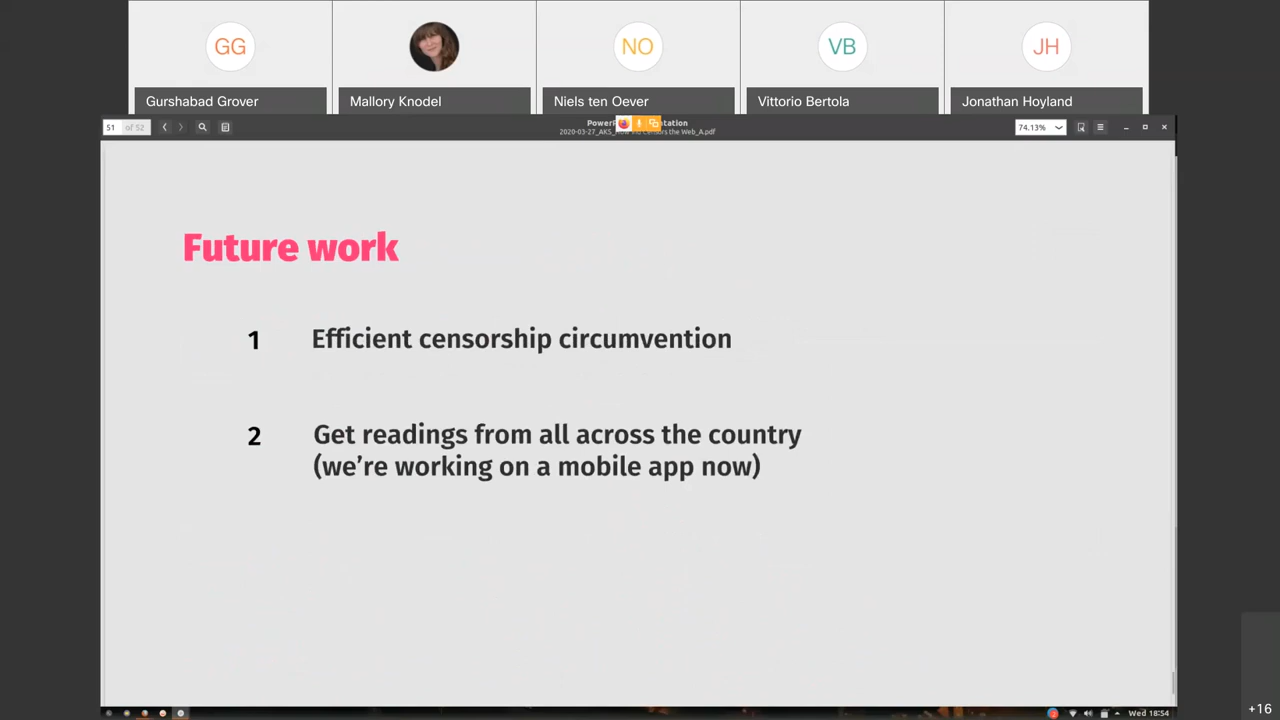 GG
NO
VB
JH
Gurshabad Grover
Mallory Knodel
Niels ten Oever
Vittorio Bertola
Jonathan Hoyland
51 of 52
74.13%
Future work
1 Efficient censorship circumvention
2 Get readings from all across the country
(we’re working on a mobile app now)
Wed 18:54
+16